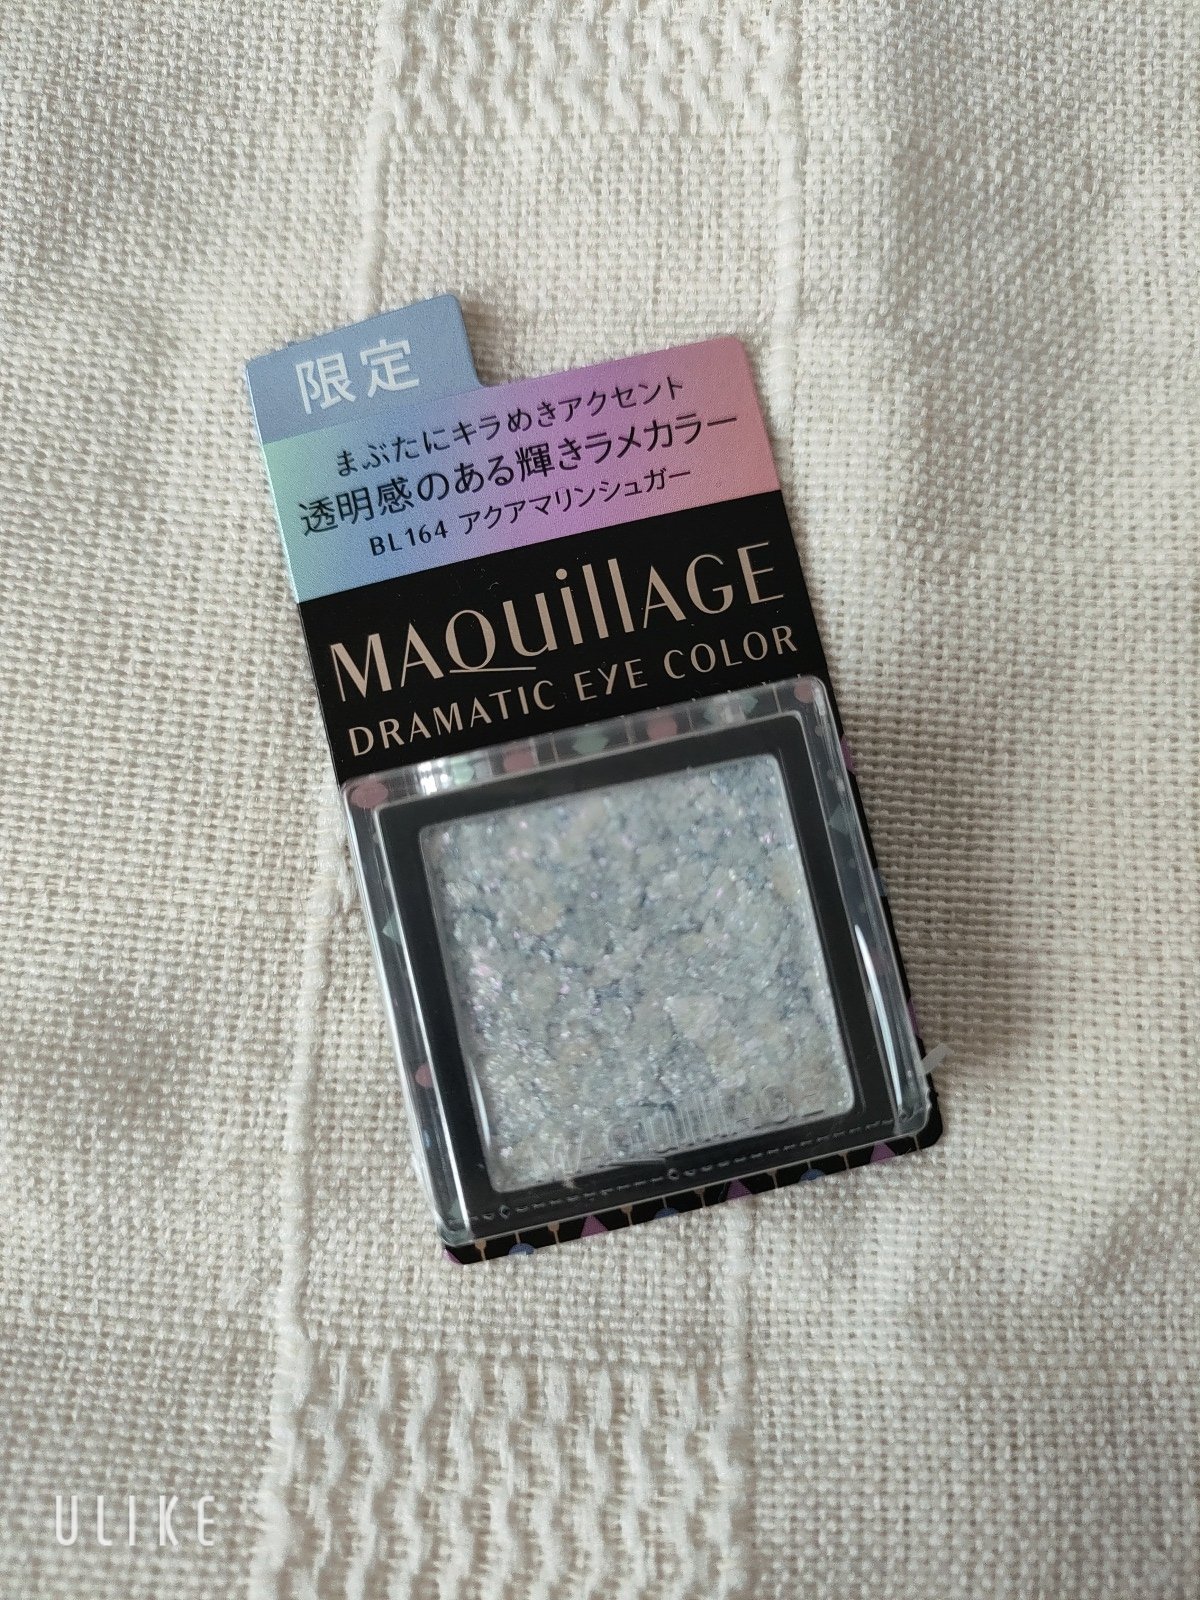 限定
まぶたにキラめきアクセント
透明感のある輝きラメカラー
BL164 アクアマリンシュガー
MAQuillAGE
DRAMATIC EYE COLOR
MAQuillAGE
ULIKE